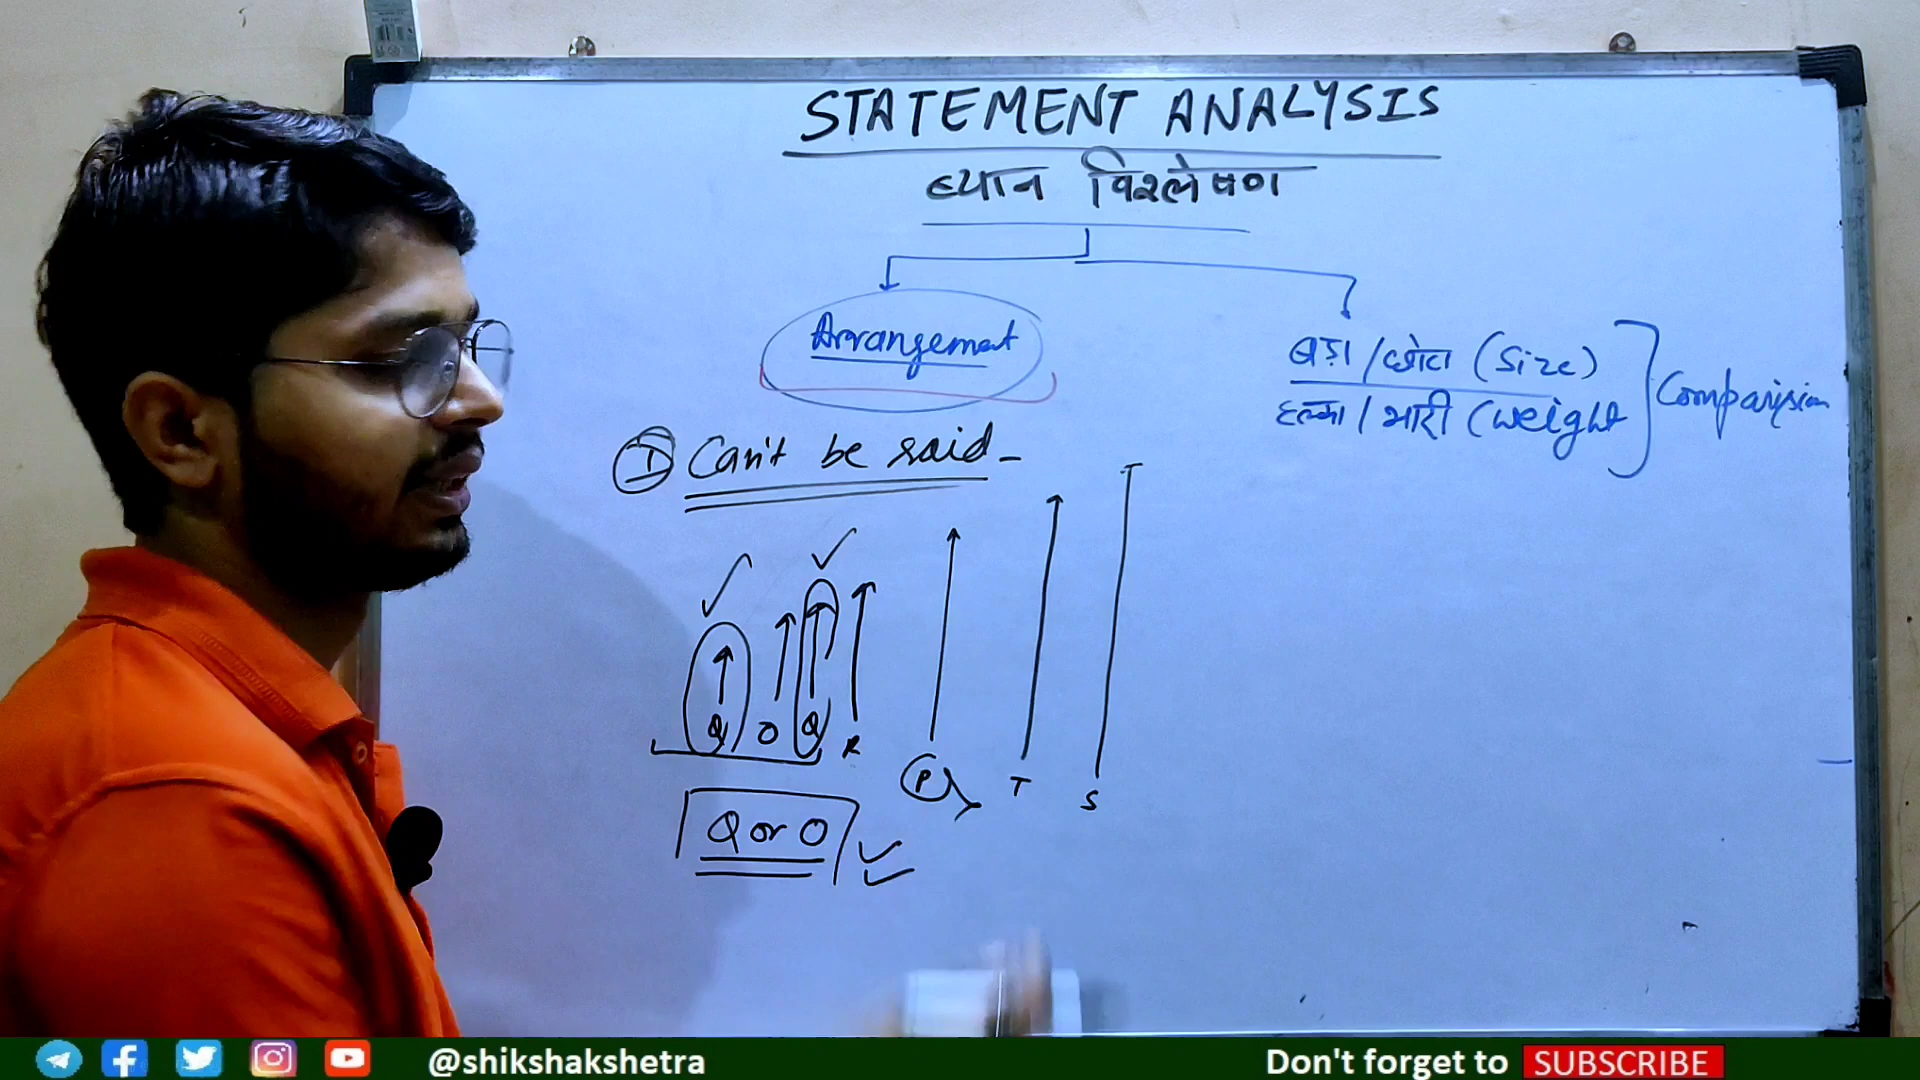 STATEMENT ANALYSIS
ध्यान विश्लेषण
Arrangement
बड़ा / छोटा (Size)
हल्का / भारी (Weight
Comparision
① Can't be said -
Q O Q R P T S
Q or O
@shikshakshetra
Don't forget to SUBSCRIBE